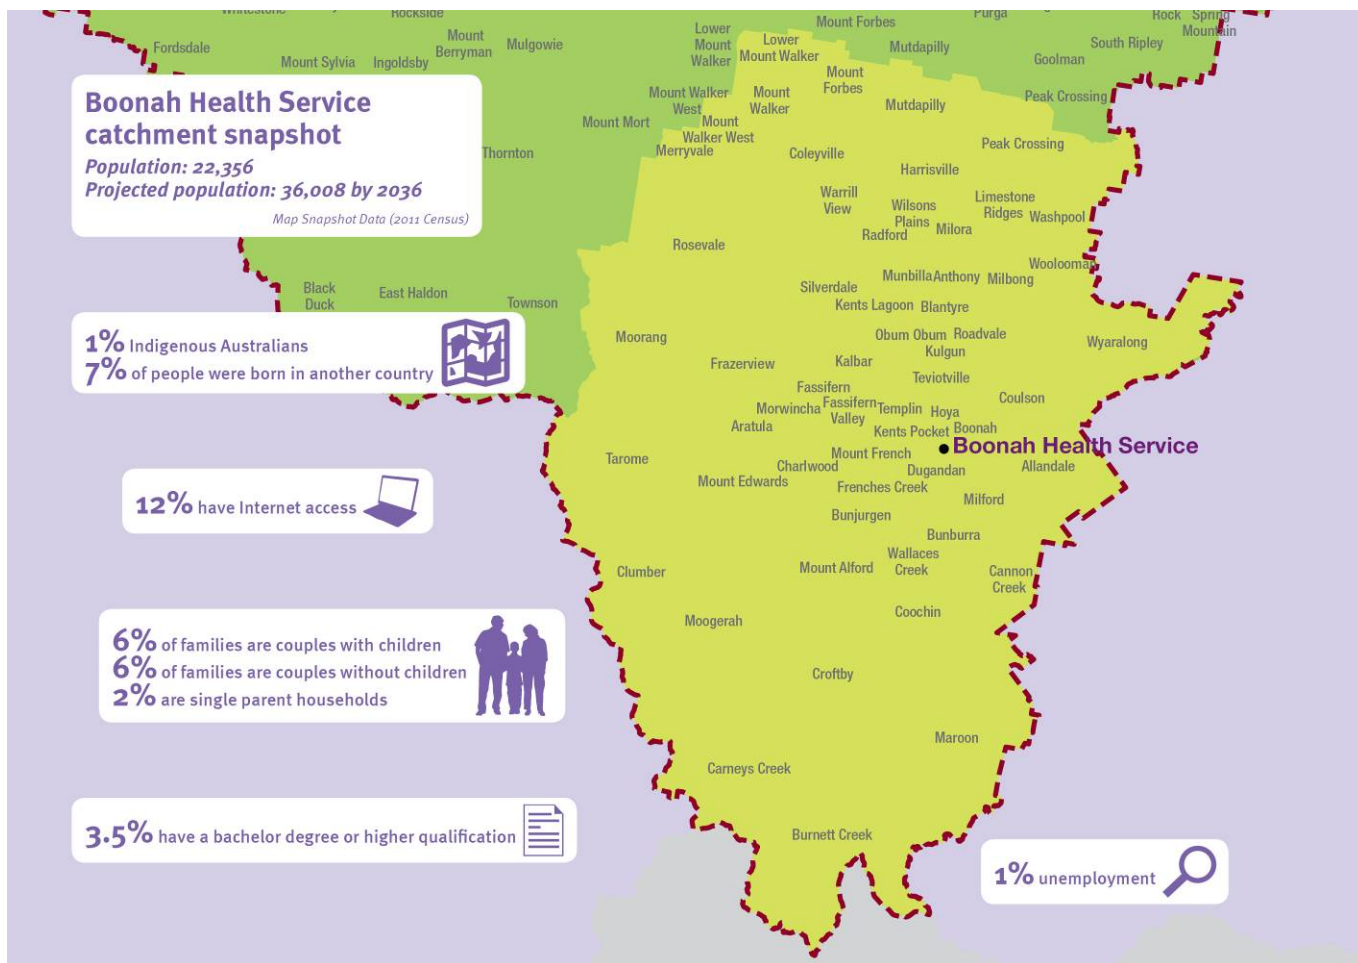 Whitestone
Rockside
Mount Forbes
Purga
Rock
Spring
Mountain
Fordsdale
Mount
Berryman
Mulgowie
Lower
Mount
Walker
Lower
Mount Walker
Mutdapilly
South Ripley
Goolman
Mount Sylvia
Ingoldsby
Mount
Forbes
Boonah Health Service
catchment snapshot
Population: 22,356
Projected population: 36,008 by 2036
Map Snapshot Data (2011 Census)
Mount Walker
West
Mount
Walker
Mutdapilly
Peak Crossing
Mount Mort
Mount
Walker West
Merryvale
Thornton
Coleyville
Peak Crossing
Harrisville
Warrill
View
Wilsons
Plains
Limestone
Ridges
Washpool
Radford
Milora
Rosevale
Woolooman
Munbilla
Anthony
Milbong
Silverdale
Black
Duck
East Haldon
Townson
Kents Lagoon
Blantyre
1% Indigenous Australians
7% of people were born in another country
Moorang
Obum Obum
Roadvale
Wyaralong
Kulgun
Frazerview
Kalbar
Teviotville
Fassifern
Coulson
Morwincha
Fassifern
Valley
Templin
Hoya
Aratula
Kents Pocket
Boonah
Boonah Health Service
Tarome
Mount French
Charlwood
Dugandan
Allandale
Mount Edwards
Frenches Creek
Milford
12% have Internet access
Bunjurgen
Bunburra
Wallaces
Creek
Clumber
Mount Alford
Cannon
Creek
Coochin
Moogerah
6% of families are couples with children
6% of families are couples without children
2% are single parent households
Croftby
Maroon
Carneys Creek
3.5% have a bachelor degree or higher qualification
Burnett Creek
1% unemployment